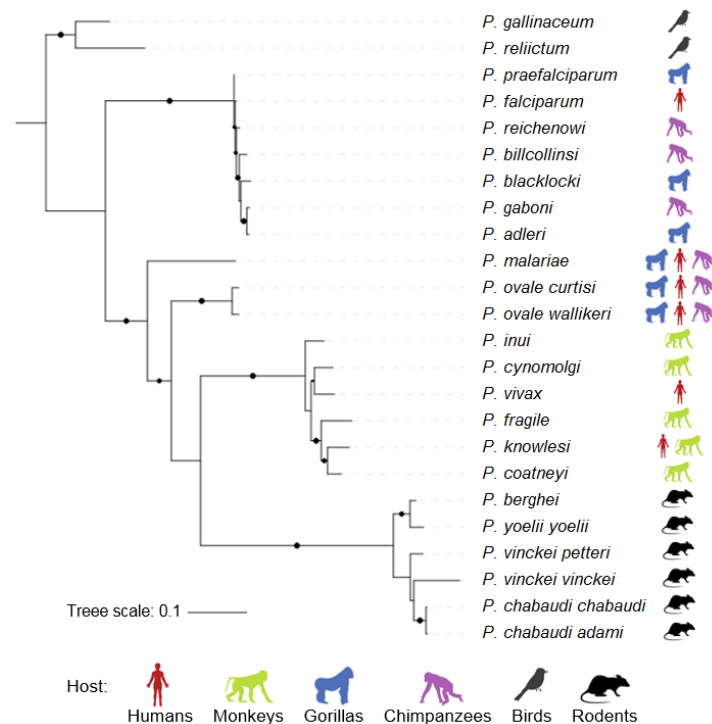 P. gallinaceum
P. reliictum
P. praefalciparum
P. falciparum
P. reichenowi
P. billcollinsi
P. blacklocki
P. gaboni
P. adleri
P. malariae
P. ovale curtisi
P. ovale wallikeri
P. inui
P. cynomolgi
P. vivax
P. fragile
P. knowlesi
P. coatneyi
P. berghei
P. yoelii yoelii
P. vinckei petteri
P. vinckei vinckei
P. chabaudi chabaudi
P. chabaudi adami
Treee scale: 0.1
Host:
Humans Monkeys Gorillas Chimpanzees Birds Rodents